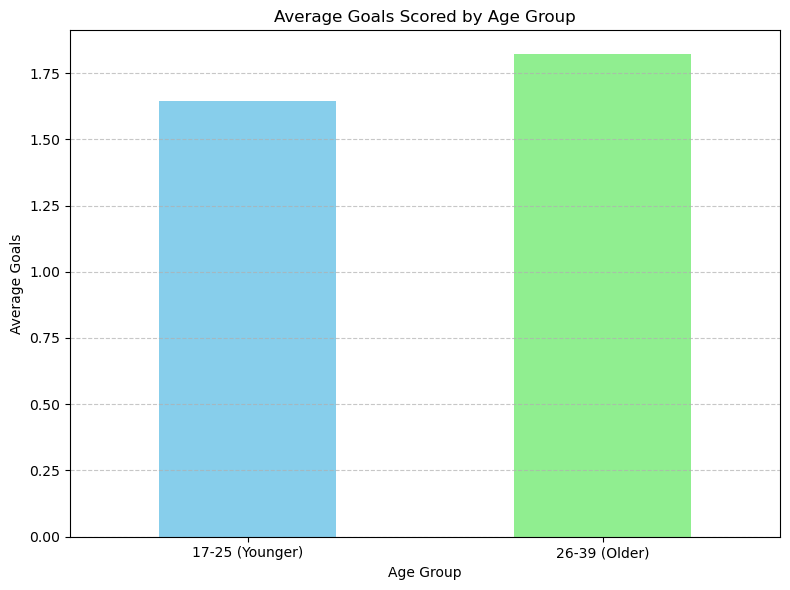 Average Goals Scored by Age Group
Average Goals
1.75
1.50
1.25
1.00
0.75
0.50
0.25
0.00
17-25 (Younger)
26-39 (Older)
Age Group